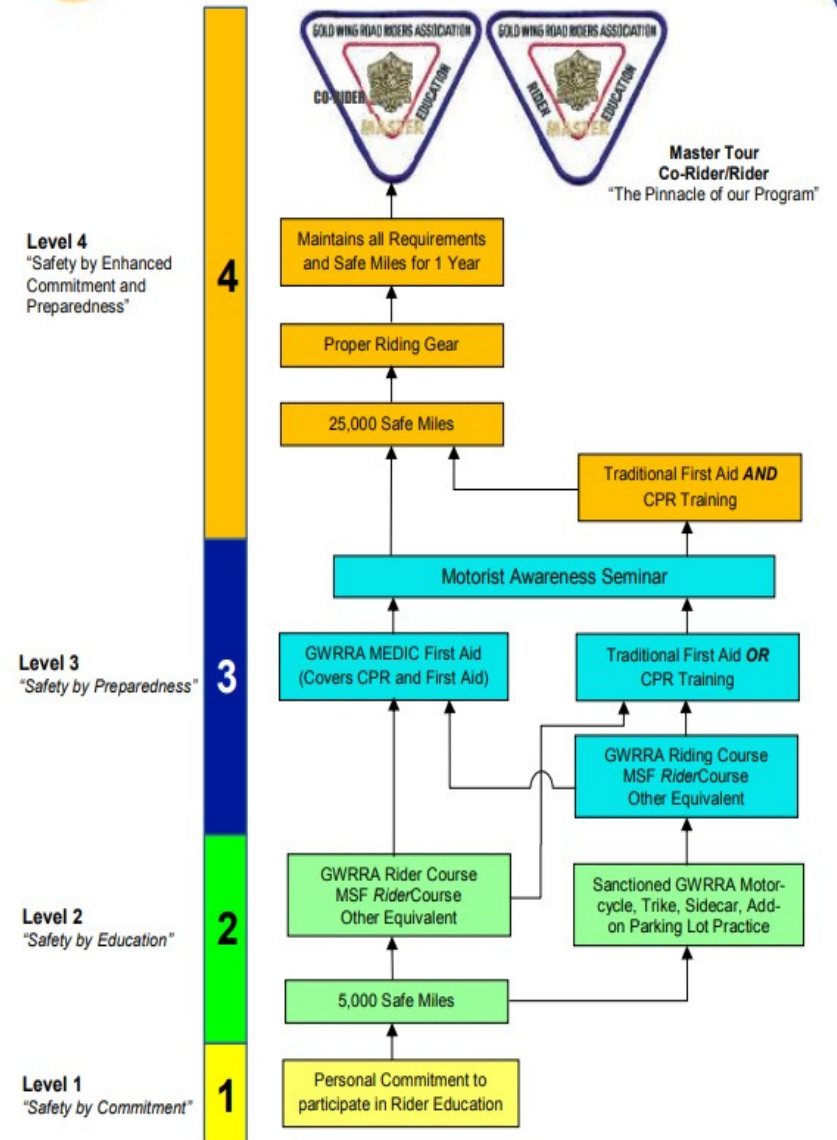 GOLD WING ROAD RIDERS ASSOCIATION
CO-RIDER
EDUCATION
MASTER
GOLD WING ROAD RIDERS ASSOCIATION
RIDER
EDUCATION
MASTER
Master Tour
Co-Rider/Rider
“The Pinnacle of our Program”
Level 4
“Safety by Enhanced
Commitment and
Preparedness”
4
Maintains all Requirements
and Safe Miles for 1 Year
Proper Riding Gear
25,000 Safe Miles
Traditional First Aid AND
CPR Training
Motorist Awareness Seminar
Level 3
“Safety by Preparedness”
3
GWRRA MEDIC First Aid
(Covers CPR and First Aid)
Traditional First Aid OR
CPR Training
GWRRA Riding Course
MSF RiderCourse
Other Equivalent
Level 2
“Safety by Education”
2
GWRRA Rider Course
MSF RiderCourse
Other Equivalent
Sanctioned GWRRA Motor-
cycle, Trike, Sidecar, Add-
on Parking Lot Practice
5,000 Safe Miles
Level 1
“Safety by Commitment”
1
Personal Commitment to
participate in Rider Education